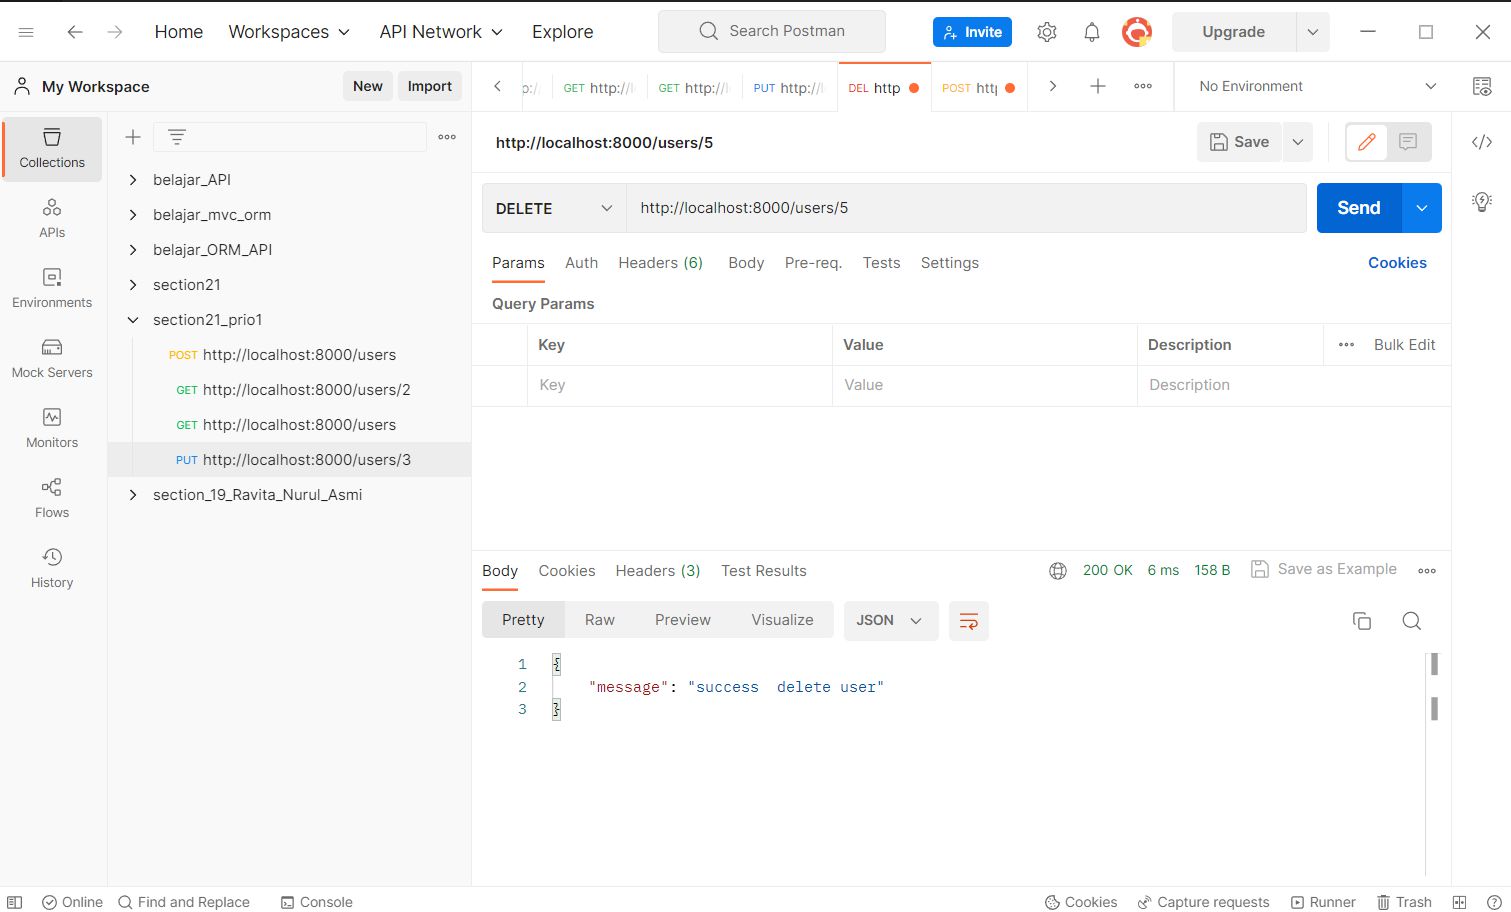 Home Workspaces API Network Explore Search Postman Invite Upgrade
My Workspace New Import
GET http://l GET http://l PUT http://l DEL http POST htt No Environment
Collections
APIs
Environments
Mock Servers
Monitors
Flows
History
belajar_API
belajar_mvc_orm
belajar_ORM_API
section21
section21_prio1
POST http://localhost:8000/users
GET http://localhost:8000/users/2
GET http://localhost:8000/users
PUT http://localhost:8000/users/3
section_19_Ravita_Nurul_Asmi
http://localhost:8000/users/5 Save
DELETE http://localhost:8000/users/5 Send
Params Auth Headers (6) Body Pre-req. Tests Settings Cookies
Query Params
Key Value Description Bulk Edit
Key Value Description
Body Cookies Headers (3) Test Results 200 OK 6 ms 158 B Save as Example
Pretty Raw Preview Visualize JSON
1 {
2 "message": "success  delete user"
3 }
Online Find and Replace Console Cookies Capture requests Runner Trash